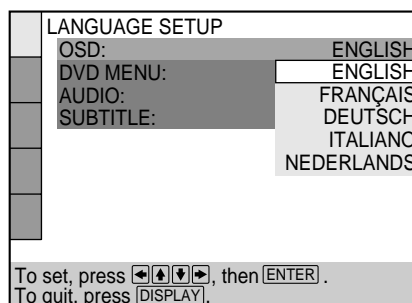 LANGUAGE SETUP
OSD: ENGLISH
DVD MENU: ENGLISH
AUDIO: FRANÇAIS
SUBTITLE: DEUTSCH
ITALIANO
NEDERLANDS
To set, press ←↑↓→, then ENTER.
To quit, press DISPLAY.